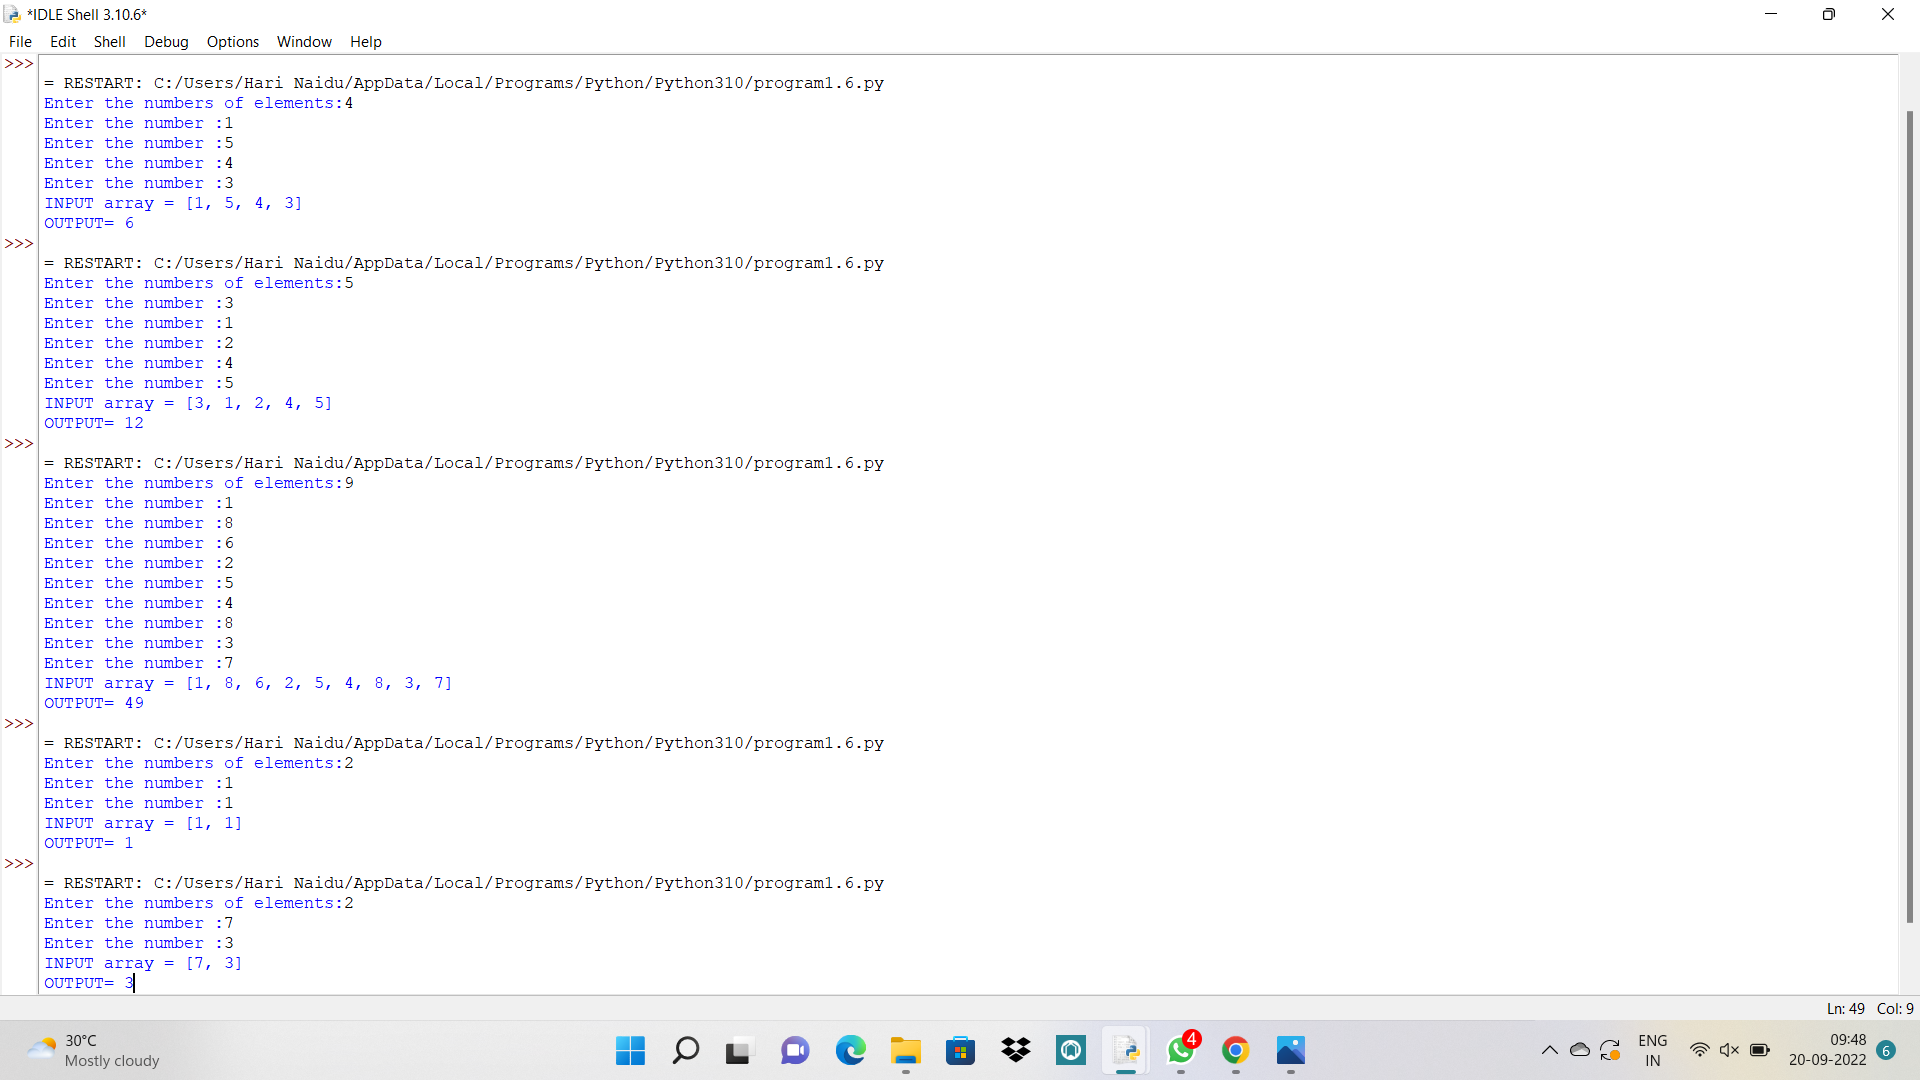 *IDLE Shell 3.10.6*
File Edit Shell Debug Options Window Help
>>>
= RESTART: C:/Users/Hari Naidu/AppData/Local/Programs/Python/Python310/program1.6.py
Enter the numbers of elements:4
Enter the number :1
Enter the number :5
Enter the number :4
Enter the number :3
INPUT array = [1, 5, 4, 3]
OUTPUT= 6
>>>
= RESTART: C:/Users/Hari Naidu/AppData/Local/Programs/Python/Python310/program1.6.py
Enter the numbers of elements:5
Enter the number :3
Enter the number :1
Enter the number :2
Enter the number :4
Enter the number :5
INPUT array = [3, 1, 2, 4, 5]
OUTPUT= 12
>>>
= RESTART: C:/Users/Hari Naidu/AppData/Local/Programs/Python/Python310/program1.6.py
Enter the numbers of elements:9
Enter the number :1
Enter the number :8
Enter the number :6
Enter the number :2
Enter the number :5
Enter the number :4
Enter the number :8
Enter the number :3
Enter the number :7
INPUT array = [1, 8, 6, 2, 5, 4, 8, 3, 7]
OUTPUT= 49
>>>
= RESTART: C:/Users/Hari Naidu/AppData/Local/Programs/Python/Python310/program1.6.py
Enter the numbers of elements:2
Enter the number :1
Enter the number :1
INPUT array = [1, 1]
OUTPUT= 1
>>>
= RESTART: C:/Users/Hari Naidu/AppData/Local/Programs/Python/Python310/program1.6.py
Enter the numbers of elements:2
Enter the number :7
Enter the number :3
INPUT array = [7, 3]
OUTPUT= 3
Ln: 49 Col: 9
30°C
Mostly cloudy
4
ENG
IN
09:48
20-09-2022
6